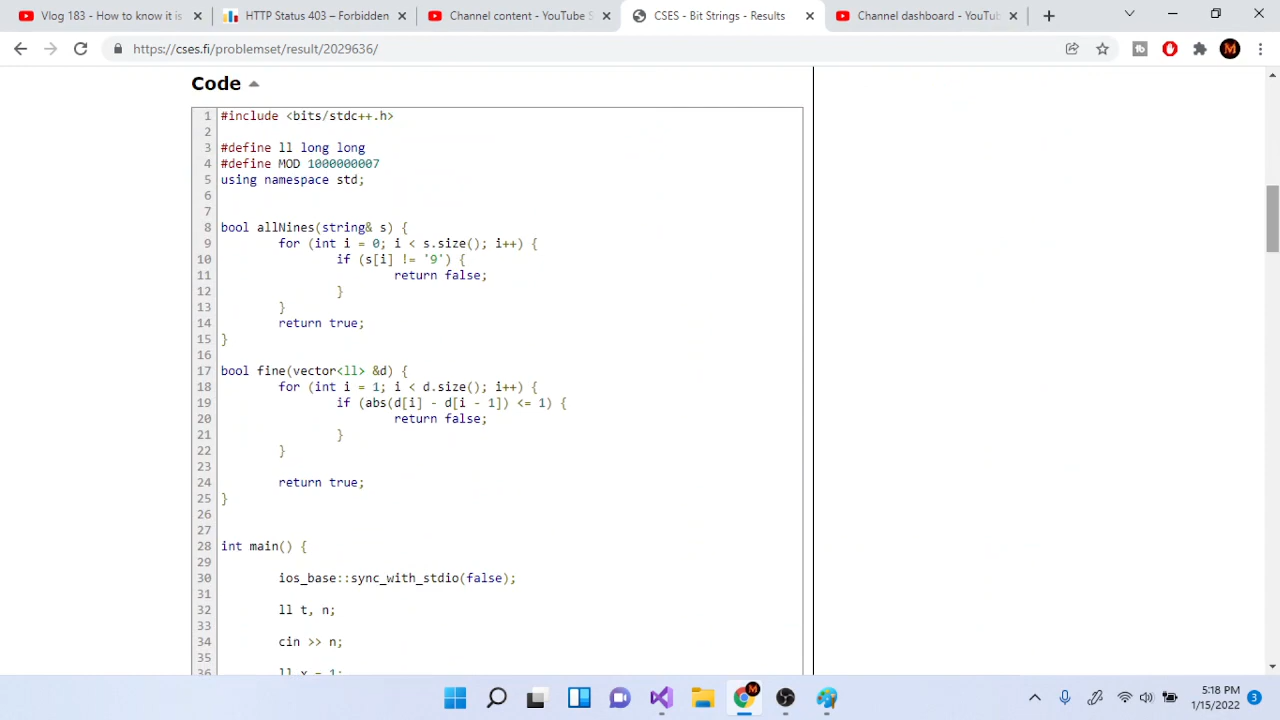 Vlog 183 - How to know it is
HTTP Status 403 – Forbidden
Channel content - YouTube S
CSES - Bit Strings - Results
Channel dashboard - YouTub
https://cses.fi/problemset/result/2029636/
M
Code
1 #include <bits/stdc++.h>
2
3 #define ll long long
4 #define MOD 1000000007
5 using namespace std;
6
7
8 bool allNines(string& s) {
9 for (int i = 0; i < s.size(); i++) {
10 if (s[i] != '9') {
11 return false;
12 }
13 }
14 return true;
15 }
16
17 bool fine(vector<ll> &d) {
18 for (int i = 1; i < d.size(); i++) {
19 if (abs(d[i] - d[i - 1]) <= 1) {
20 return false;
21 }
22 }
23
24 return true;
25 }
26
27
28 int main() {
29
30 ios_base::sync_with_stdio(false);
31
32 ll t, n;
33
34 cin >> n;
35
36 ll x = 1;
M
5:18 PM
1/15/2022
3